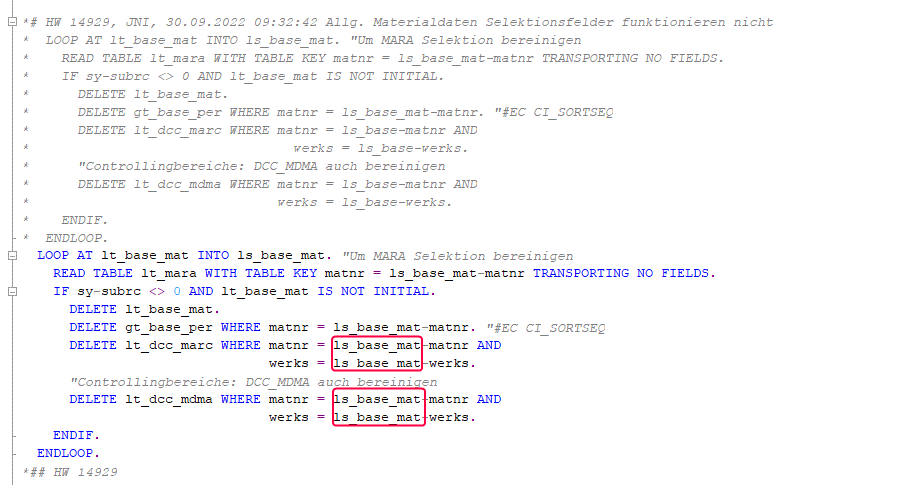 *# HW 14929, JNI, 30.09.2022 09:32:42 Allg. Materialdaten Selektionsfelder funktionieren nicht
*  LOOP AT lt_base_mat INTO ls_base_mat. "Um MARA Selektion bereinigen
*    READ TABLE lt_mara WITH TABLE KEY matnr = ls_base_mat-matnr TRANSPORTING NO FIELDS.
*    IF sy-subrc <> 0 AND lt_base_mat IS NOT INITIAL.
*      DELETE lt_base_mat.
*      DELETE gt_base_per WHERE matnr = ls_base_mat-matnr. "#EC CI_SORTSEQ
*      DELETE lt_dcc_marc WHERE matnr = ls_base-matnr AND
*                                 werks = ls_base-werks.
*      "Controllingbereiche: DCC_MDMA auch bereinigen
*      DELETE lt_dcc_mdma WHERE matnr = ls_base-matnr AND
*                               werks = ls_base-werks.
*    ENDIF.
*  ENDLOOP.
  LOOP AT lt_base_mat INTO ls_base_mat. "Um MARA Selektion bereinigen
    READ TABLE lt_mara WITH TABLE KEY matnr = ls_base_mat-matnr TRANSPORTING NO FIELDS.
    IF sy-subrc <> 0 AND lt_base_mat IS NOT INITIAL.
      DELETE lt_base_mat.
      DELETE gt_base_per WHERE matnr = ls_base_mat-matnr. "#EC CI_SORTSEQ
      DELETE lt_dcc_marc WHERE matnr = ls_base_mat-matnr AND
                               werks = ls_base_mat-werks.
      "Controllingbereiche: DCC_MDMA auch bereinigen
      DELETE lt_dcc_mdma WHERE matnr = ls_base_mat-matnr AND
                               werks = ls_base_mat-werks.
    ENDIF.
  ENDLOOP.
*## HW 14929